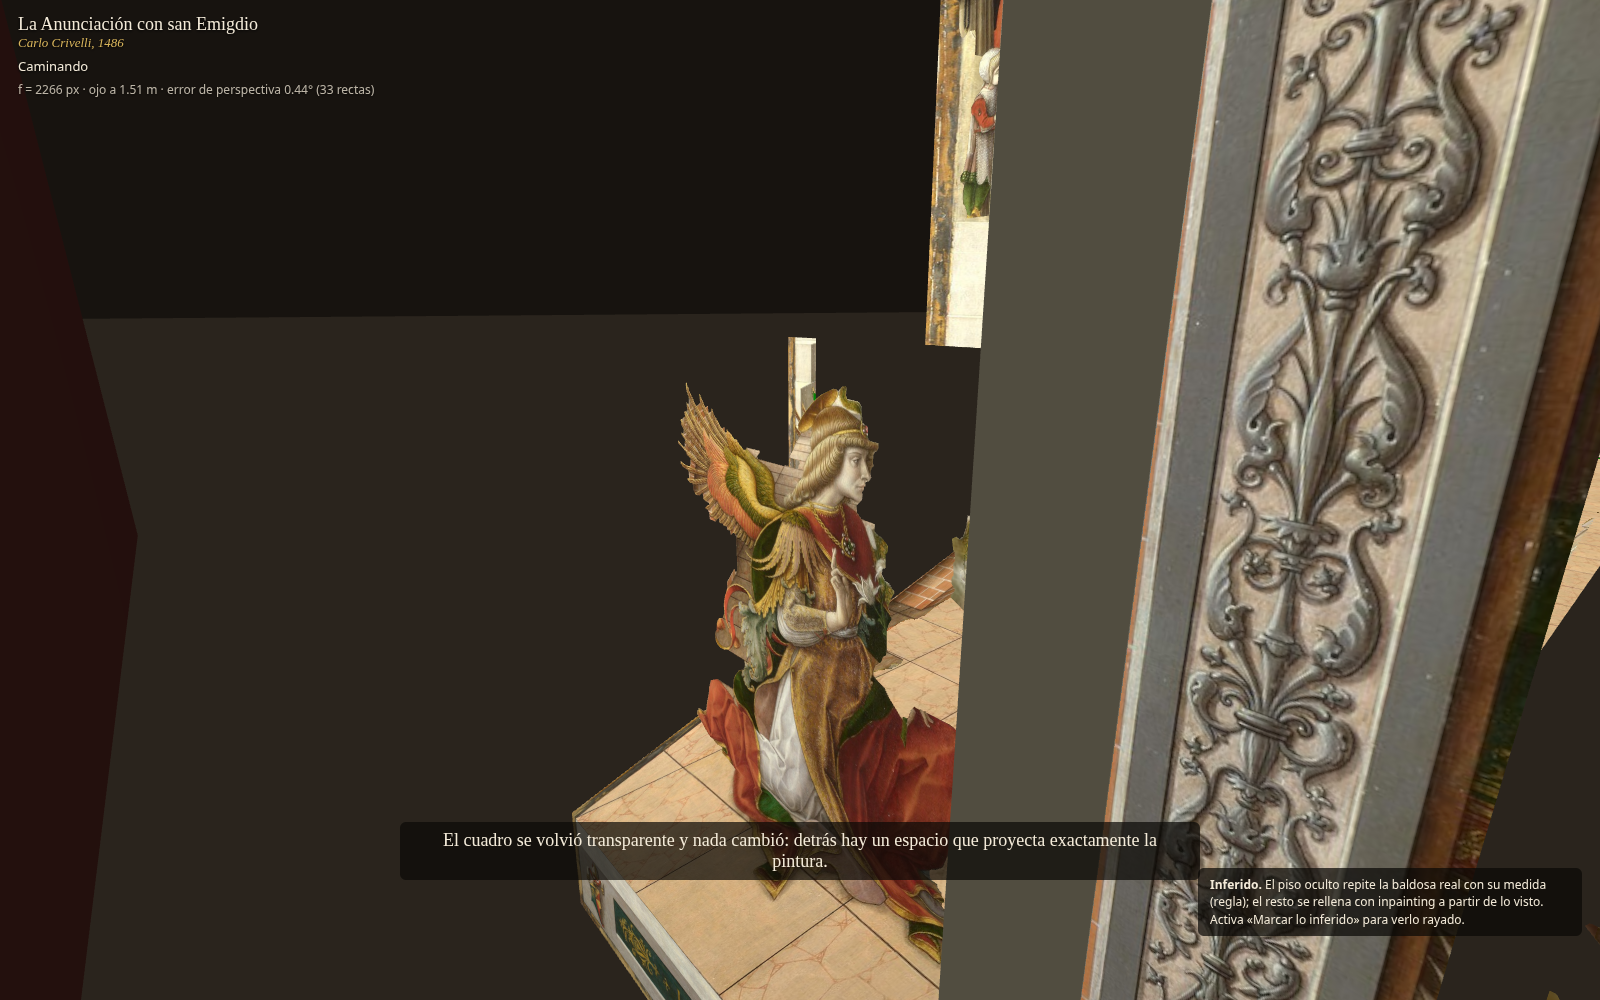 La Anunciación con san Emigdio
Carlo Crivelli, 1486
Caminando
f = 2266 px · ojo a 1.51 m · error de perspectiva 0.44° (33 rectas)
El cuadro se volvió transparente y nada cambió: detrás hay un espacio que proyecta exactamente la
pintura.
Inferido. El piso oculto repite la baldosa real con su medida
(regla); el resto se rellena con inpainting a partir de lo visto.
Activa «Marcar lo inferido» para verlo rayado.